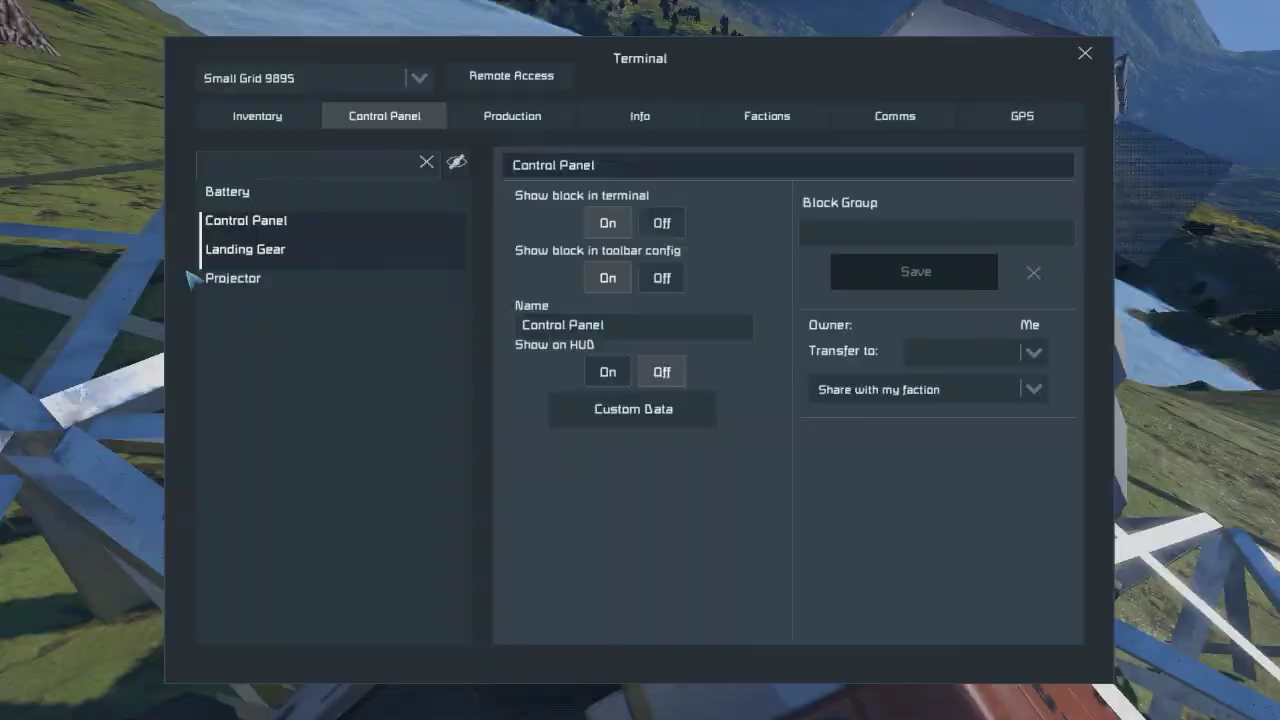 Terminal
Small Grid 9895
Remote Access
Inventory
Control Panel
Production
Info
Factions
Comms
GPS
Battery
Control Panel
Landing Gear
Projector
Control Panel
Show block in terminal
On Off
Show block in toolbar config
On Off
Name
Control Panel
Show on HUD
On Off
Custom Data
Block Group
Save
Owner: Me
Transfer to:
Share with my faction